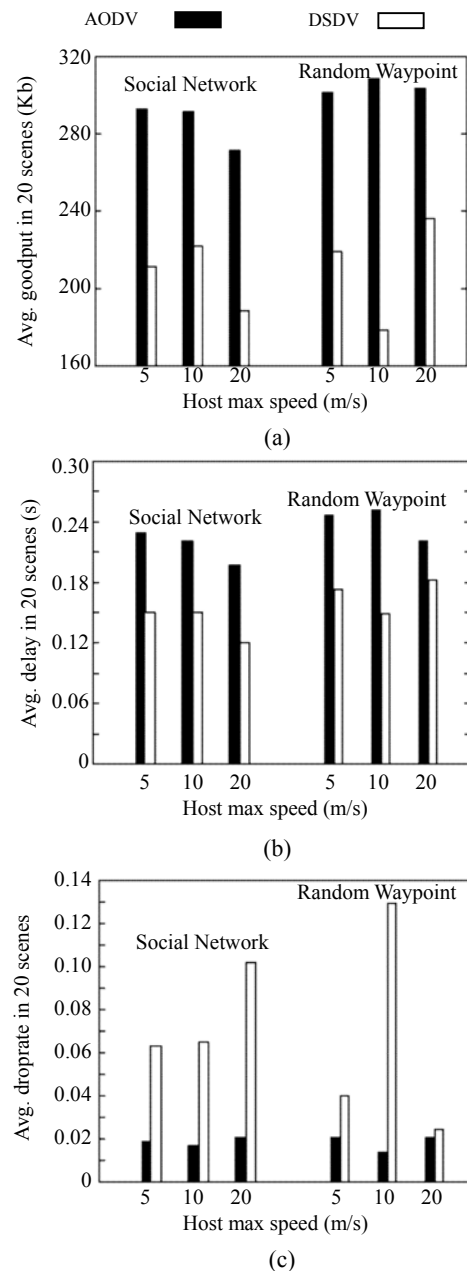 AODV DSDV
Avg. goodput in 20 scenes (Kb)
320
280
240
200
160
Social Network
Random Waypoint
5 10 20 5 10 20
Host max speed (m/s)
(a)
Avg. delay in 20 scenes (s)
0.30
0.24
0.18
0.12
0.06
0
Social Network
Random Waypoint
5 10 20 5 10 20
Host max speed (m/s)
(b)
Avg. droprate in 20 scenes
0.14
0.10
0.08
0.06
0.04
0.02
0
Random Waypoint
Social Network
5 10 20 5 10 20
Host max speed (m/s)
(c)